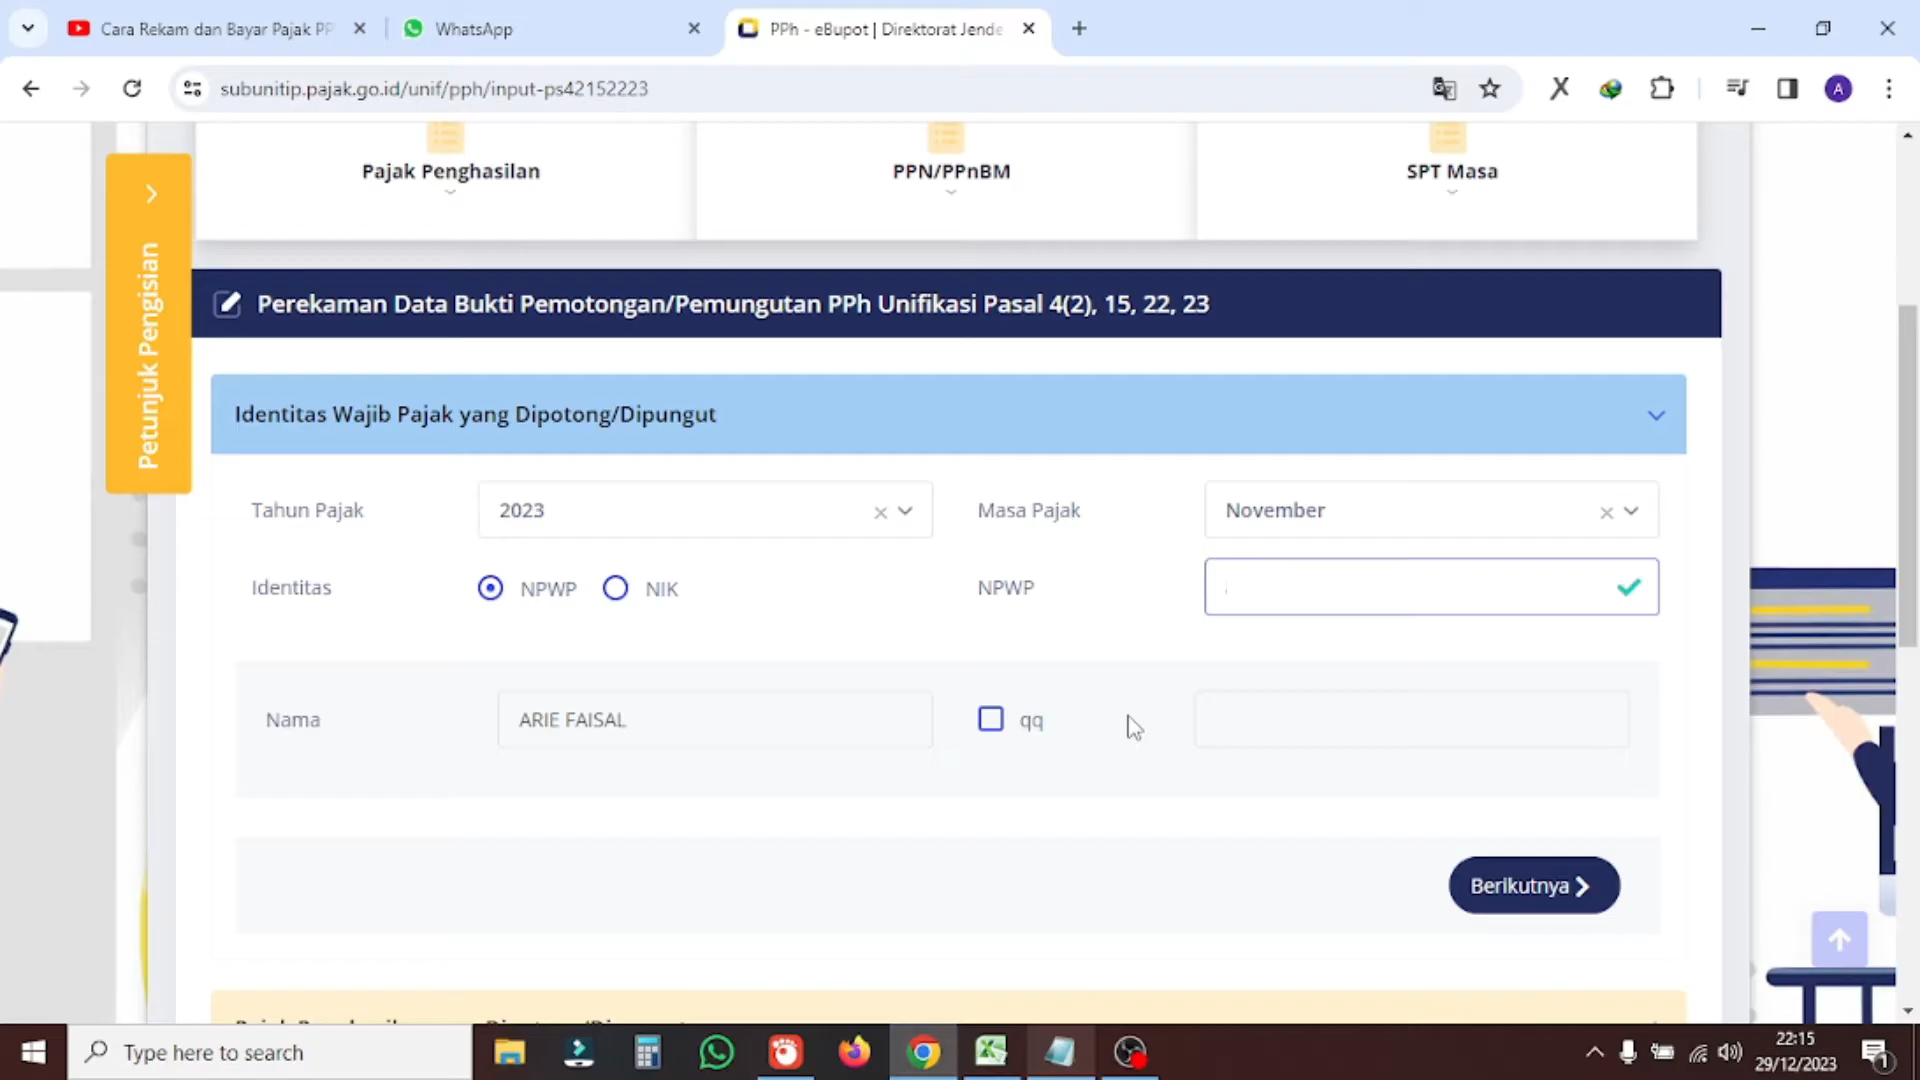 Cara Rekam dan Bayar Pajak PP
WhatsApp
PPh - eBupot | Direktorat Jende
subunitip.pajak.go.id/unif/pph/input-ps42152223
A
Pajak Penghasilan
PPN/PPnBM
SPT Masa
Petunjuk Pengisian
Perekaman Data Bukti Pemotongan/Pemungutan PPh Unifikasi Pasal 4(2), 15, 22, 23
Identitas Wajib Pajak yang Dipotong/Dipungut
Tahun Pajak
2023
Masa Pajak
November
Identitas
NPWP
NIK
NPWP
Nama
ARIE FAISAL
qq
Berikutnya
Type here to search
22:15
29/12/2023
1